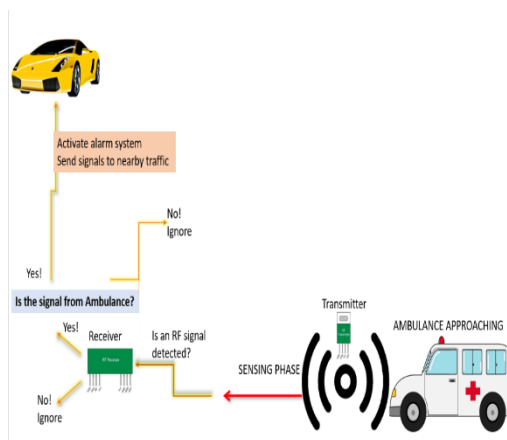 Activate alarm system
Send signals to nearby traffic
No!
Ignore
Yes!
Is the signal from Ambulance?
Transmitter
Yes!
Receiver
Is an RF signal
detected?
AMBULANCE APPROACHING
RF Receiver
SENSING PHASE
No!
Ignore